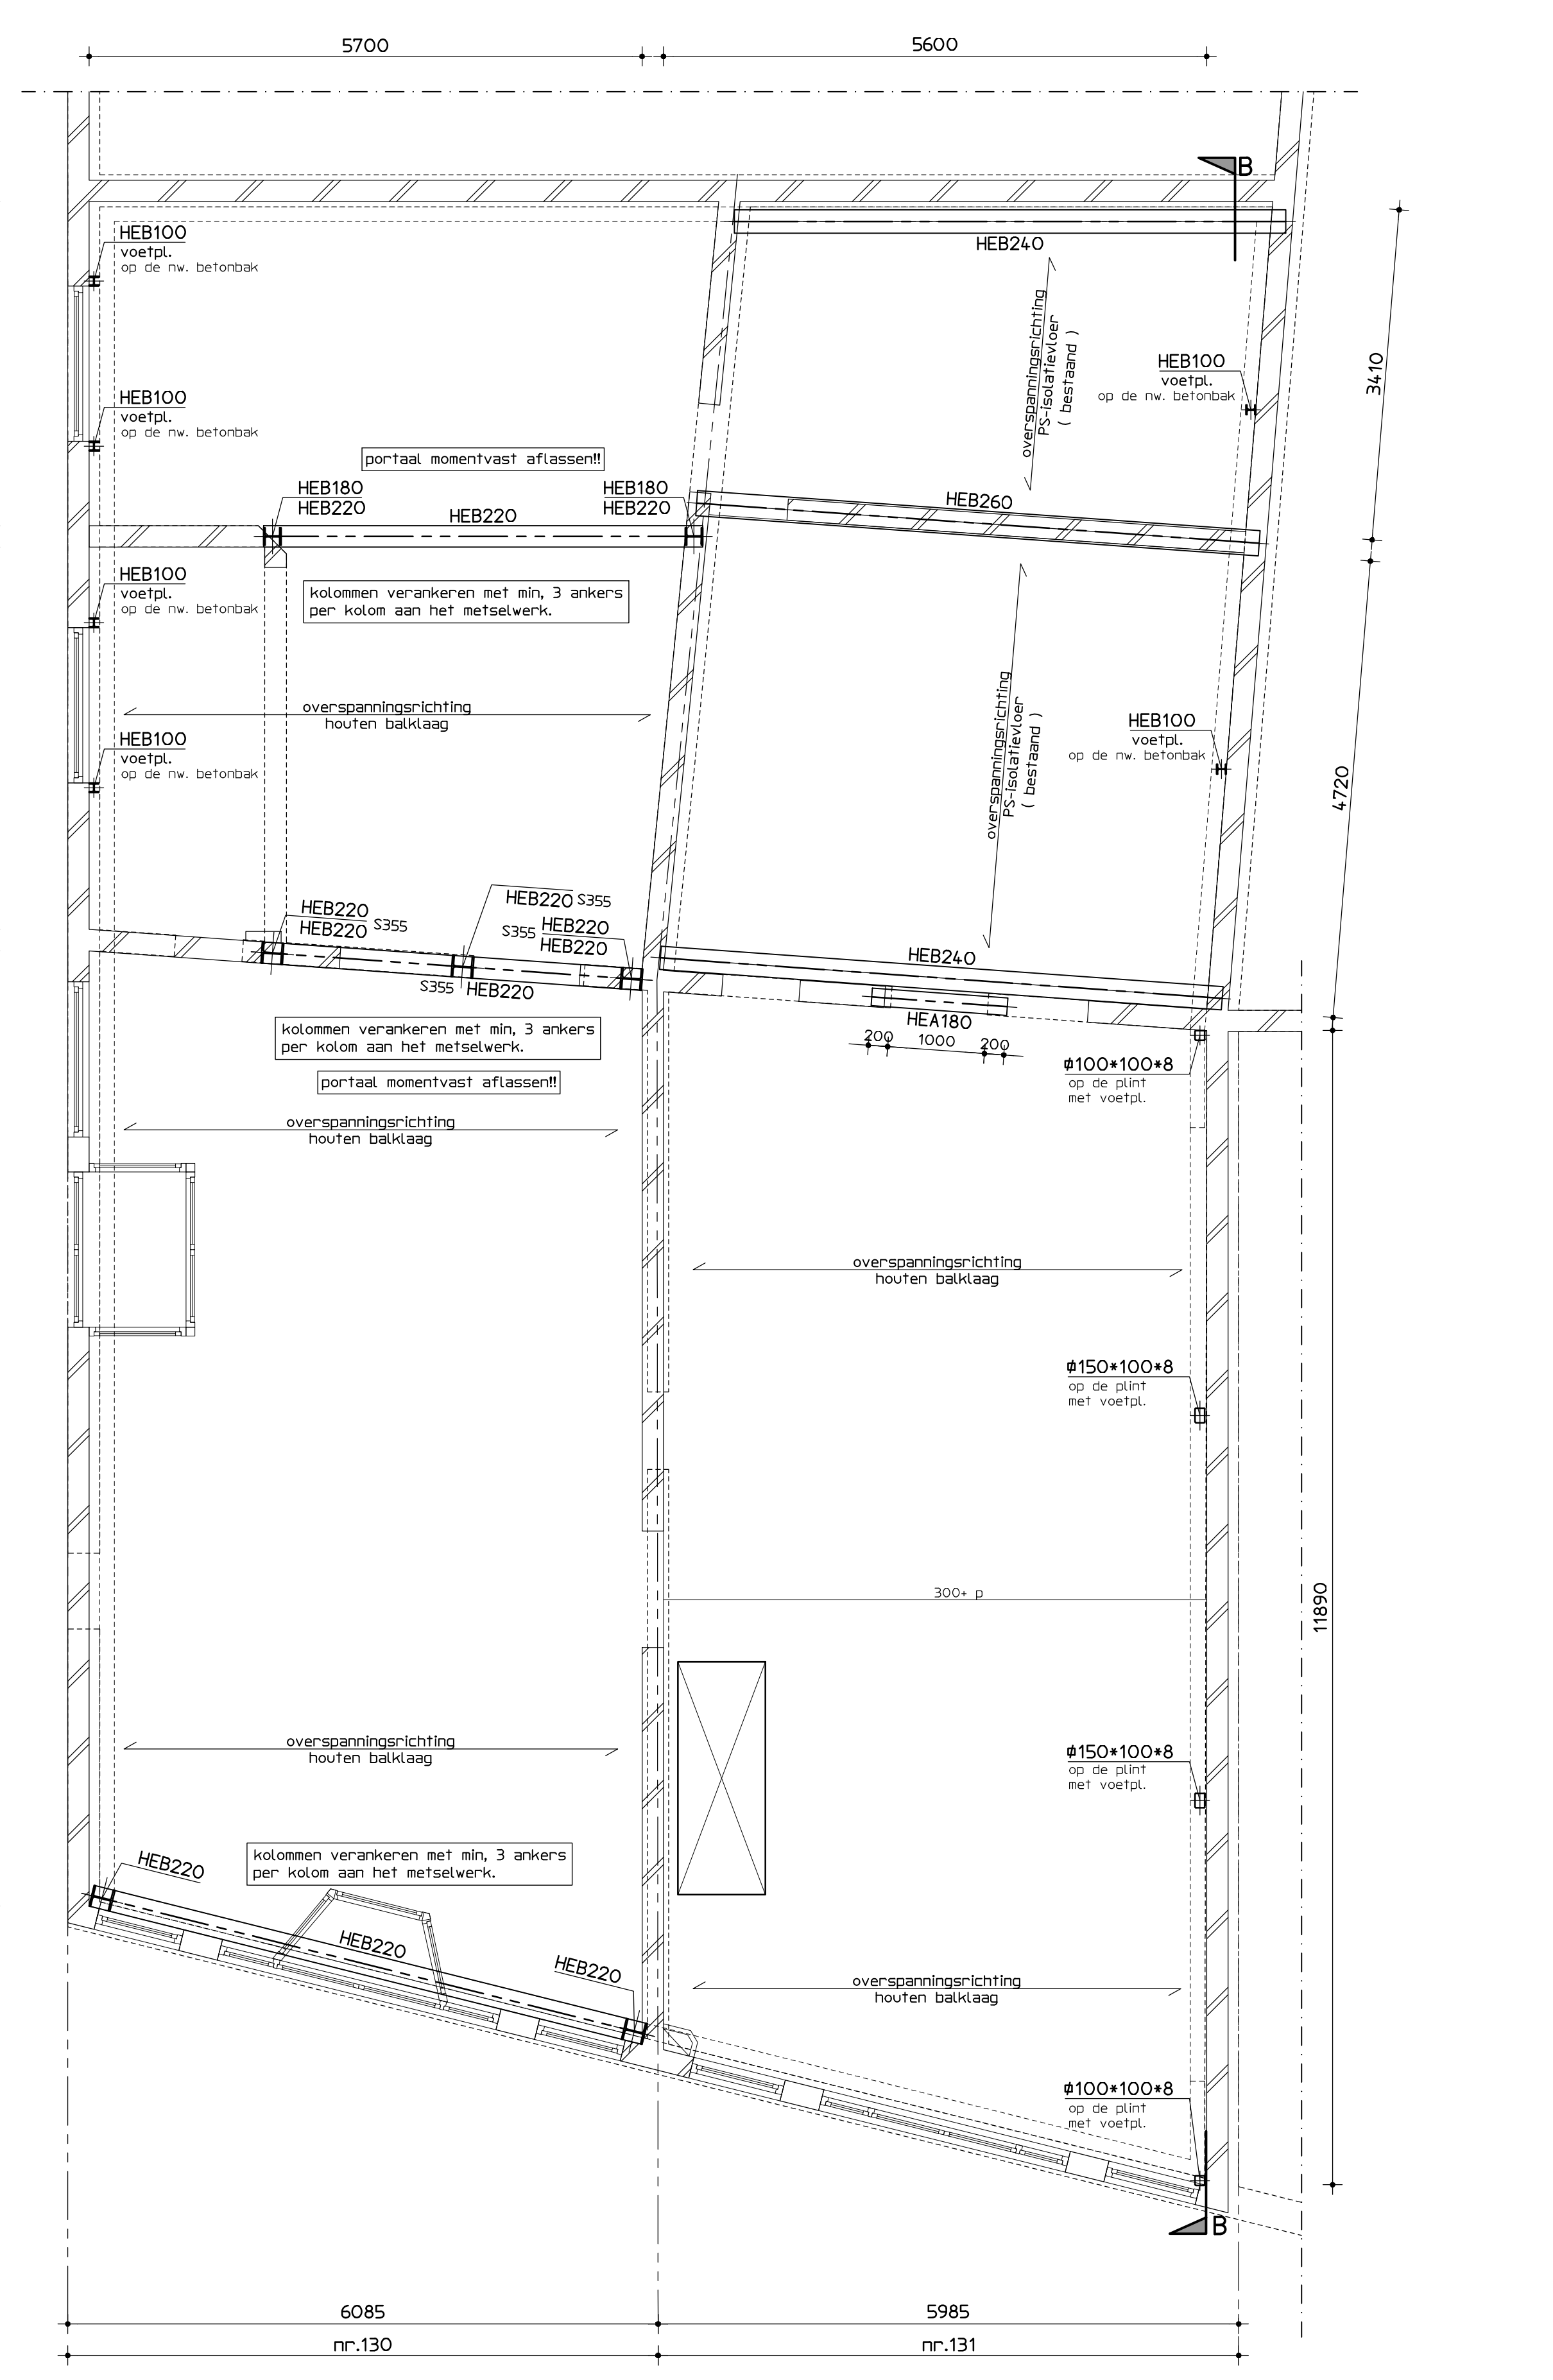 5700
5600
B
HEB100
voetpl.
op de nw. betonbak
HEB240
overspanningsrichting
PS-isolatievloer
( bestaand )
3410
HEB100
voetpl.
op de nw. betonbak
HEB100
voetpl.
op de nw. betonbak
portaal momentvast aflassen!!
HEB180
HEB220
HEB220
HEB180
HEB220
HEB260
HEB100
voetpl.
op de nw. betonbak
kolommen verankeren met min, 3 ankers
per kolom aan het metselwerk.
overspanningsrichting
houten balklaag
overspanningsrichting
PS-isolatievloer
( bestaand )
HEB100
voetpl.
op de nw. betonbak
HEB100
voetpl.
op de nw. betonbak
4720
HEB220
HEB220
S355
HEB220
S355
S355
HEB220
HEB220
S355
HEB220
HEB240
HEA180
200
1000
200
kolommen verankeren met min, 3 ankers
per kolom aan het metselwerk.
portaal momentvast aflassen!!
100*100*8
op de plint
met voetpl.
overspanningsrichting
houten balklaag
overspanningsrichting
houten balklaag
150*100*8
op de plint
met voetpl.
300+ p
11890
overspanningsrichting
houten balklaag
150*100*8
op de plint
met voetpl.
kolommen verankeren met min, 3 ankers
per kolom aan het metselwerk.
HEB220
HEB220
HEB220
overspanningsrichting
houten balklaag
100*100*8
op de plint
met voetpl.
B
6085
5985
nr.130
nr.131